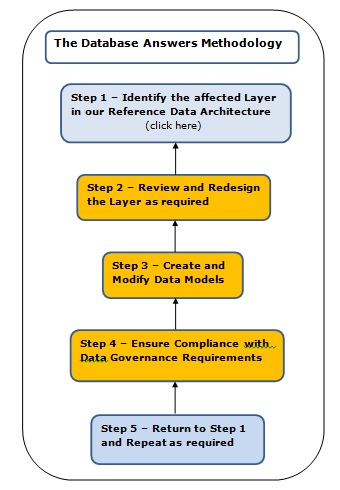 The Database Answers Methodology
Step 1 – Identify the affected Layer
in our Reference Data Architecture
(click here)
Step 2 – Review and Redesign
the Layer as required
Step 3 – Create and
Modify Data Models
Step 4 – Ensure Compliance with
Data Governance Requirements
Step 5 – Return to Step 1
and Repeat as required